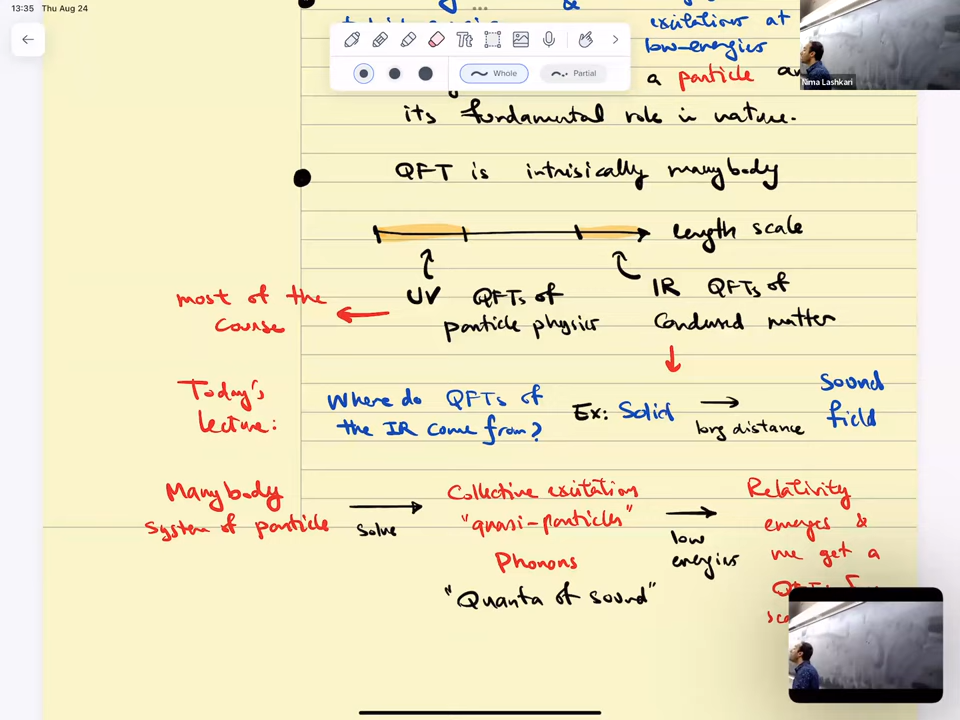 13:35 Thu Aug 24
&
excitations at
low-energies
Tt
Whole
Partial
a particle
Nima Lashkari
its fundamental role in nature.
QFT is intrisically manybody
length scale
UV QFTs of
particle physics
IR QFTs of
Condensed matter
most of the
course
Today's
lecture:
Where do QFTs of
the IR come from?
Ex: Solid
long distance
Sound
field
Manybody
system of particle
Solve
Collective excitation
"quasi-particles"
Phonons
"Quanta of sound"
low
energies
Relativity
emerges &
we get a